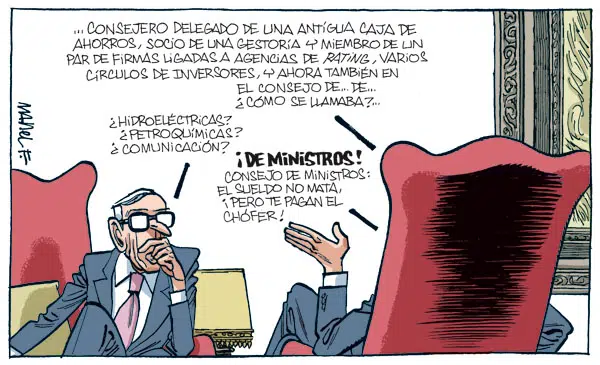 ... CONSEJERO DELEGADO DE UNA ANTÍGUA CAJA DE
AHORROS, SOCIO DE UNA GESTORÍA Y MIEMBRO DE UN
PAR DE FIRMAS LIGADAS A AGENCIAS DE RATING, VARIOS
CÍRCULOS DE INVERSORES, Y AHORA TAMBIÉN EN
EL CONSEJO DE... DE...
¿CÓMO SE LLAMABA?...
¿HIDROELÉCTRICAS?
¿PETROQUÍMICAS?
¿COMUNICACIÓN?
¡DE MINISTROS!
CONSEJO DE MINISTROS:
EL SUELDO NO MATA,
¡PERO TE PAGAN EL
CHÓFER!
MANEL F